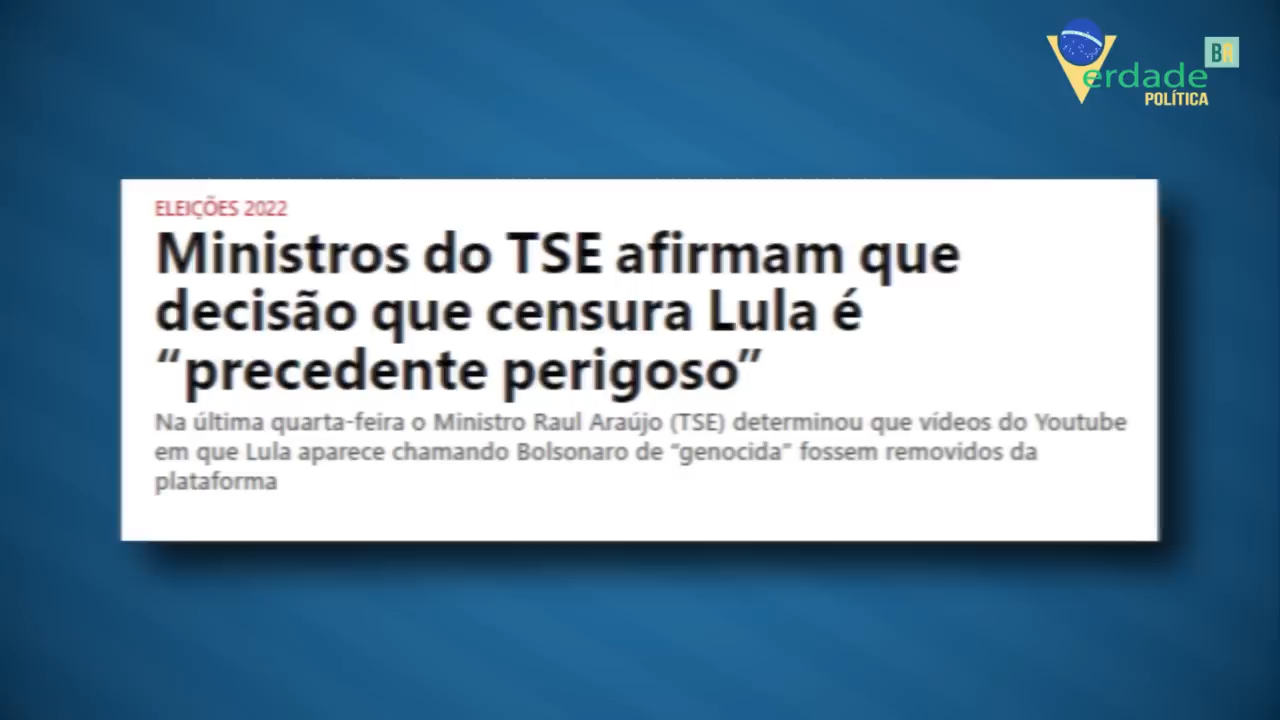 Verdade
BR
POLÍTICA
ELEIÇÕES 2022
Ministros do TSE afirmam que
decisão que censura Lula é
“precedente perigoso”
Na última quarta-feira o Ministro Raul Araújo (TSE) determinou que vídeos do Youtube
em que Lula aparece chamando Bolsonaro de “genocida” fossem removidos da
plataforma